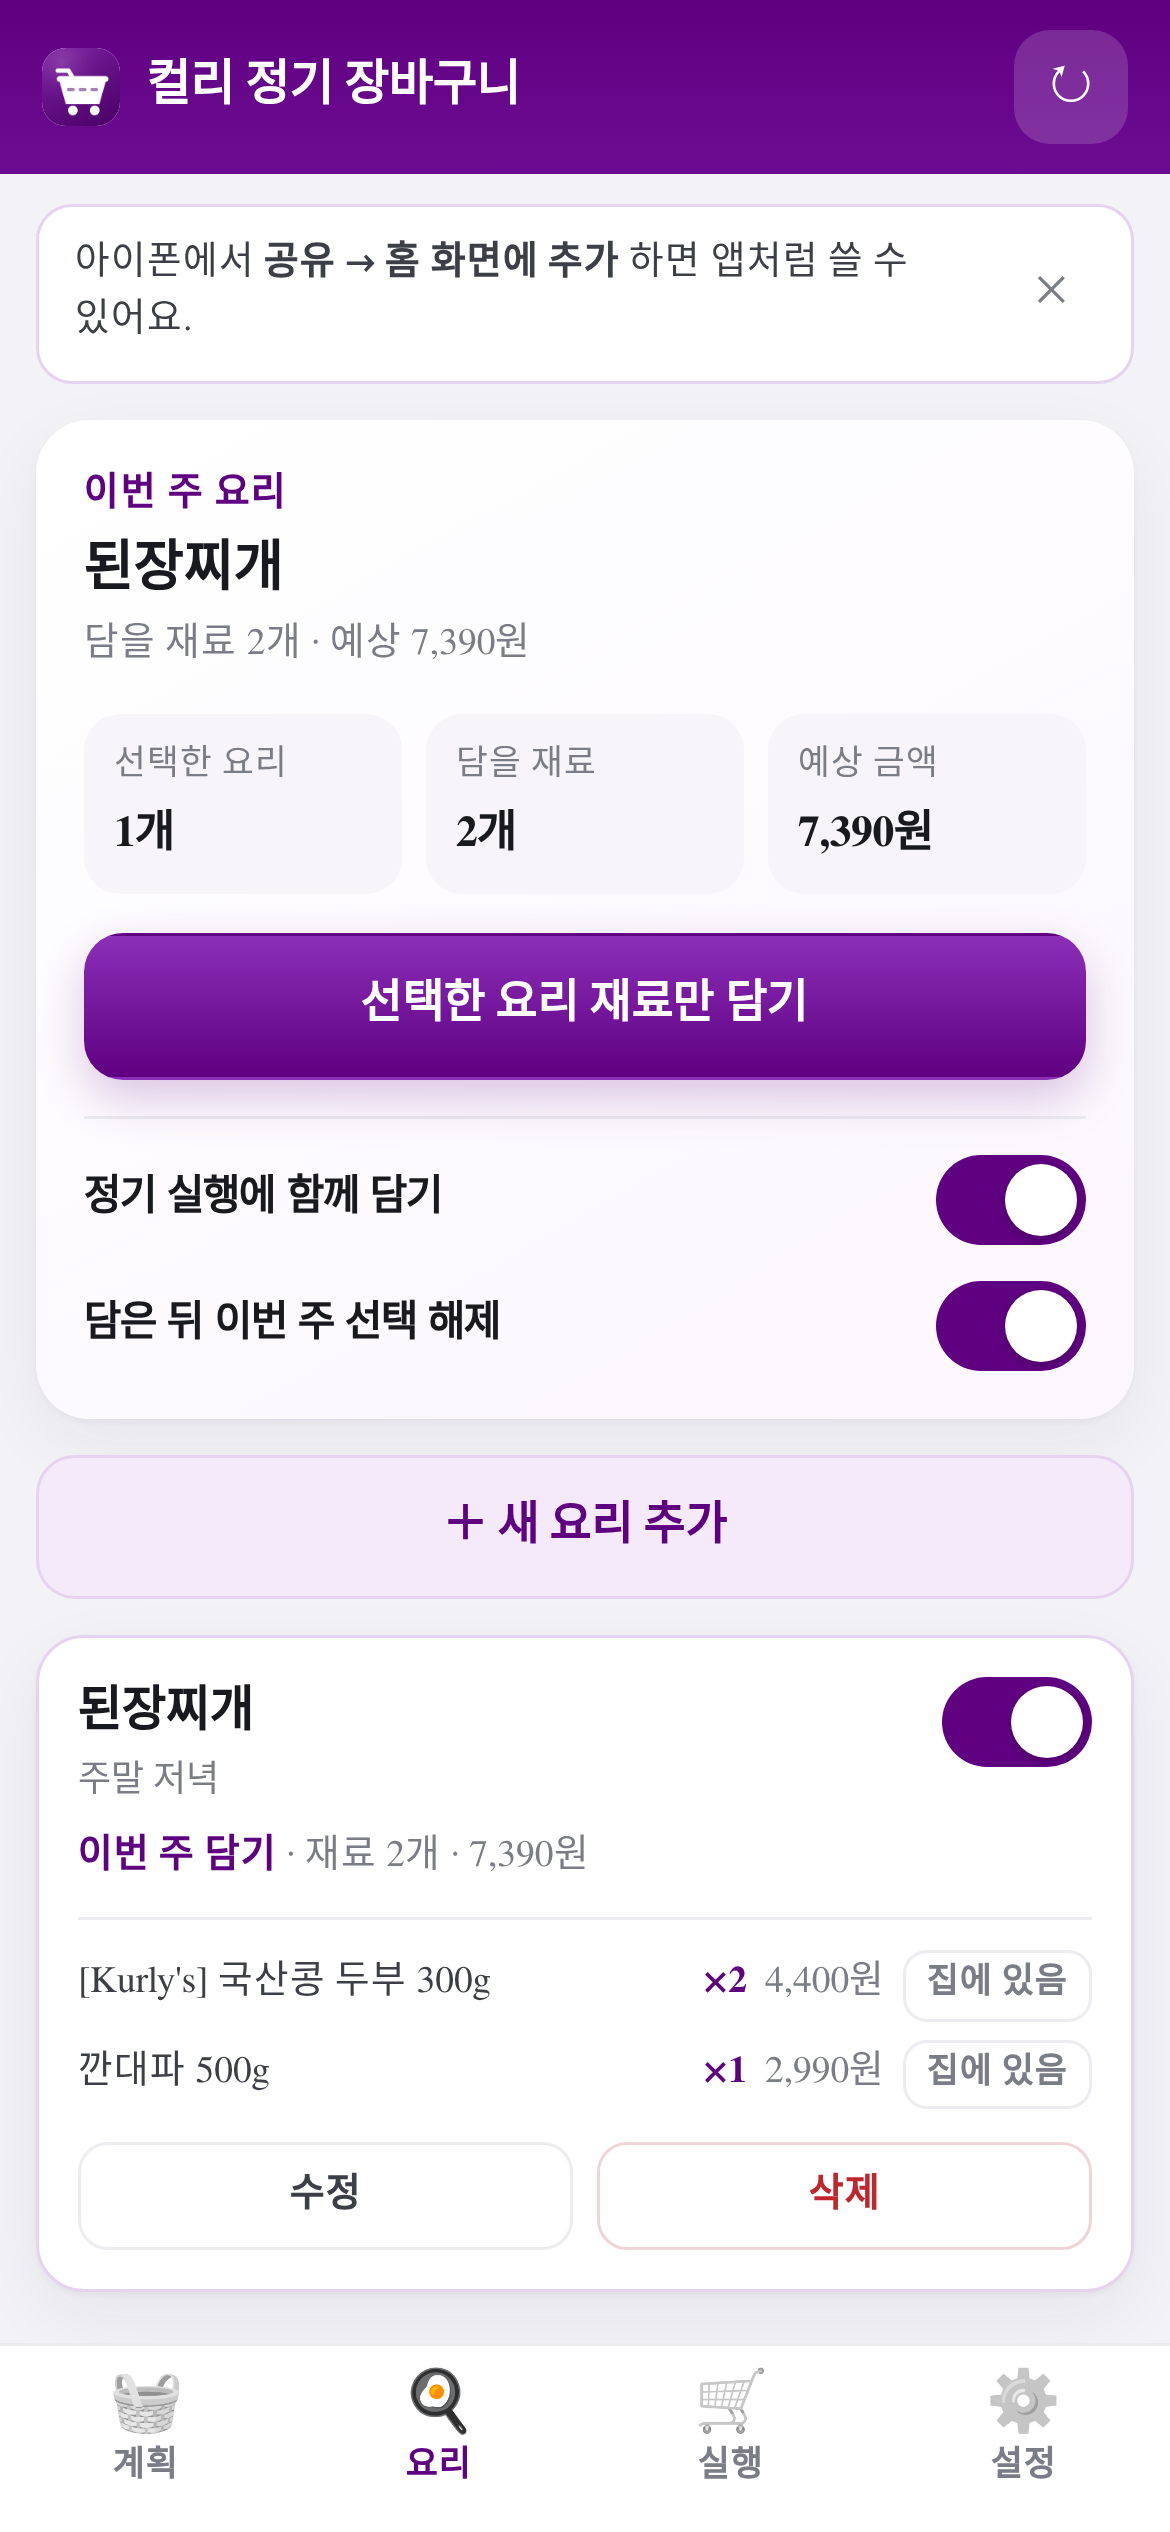 컬리 정기 장바구니
아이폰에서 공유 → 홈 화면에 추가 하면 앱처럼 쓸 수
있어요.
이번 주 요리
된장찌개
담을 재료 2개 · 예상 7,390원
선택한 요리
1개
담을 재료
2개
예상 금액
7,390원
선택한 요리 재료만 담기
정기 실행에 함께 담기
담은 뒤 이번 주 선택 해제
+ 새 요리 추가
된장찌개
주말 저녁
이번 주 담기 · 재료 2개 · 7,390원
[Kurly's] 국산콩 두부 300g ×2 4,400원 집에 있음
깐대파 500g ×1 2,990원 집에 있음
수정
삭제
계획
요리
실행
설정